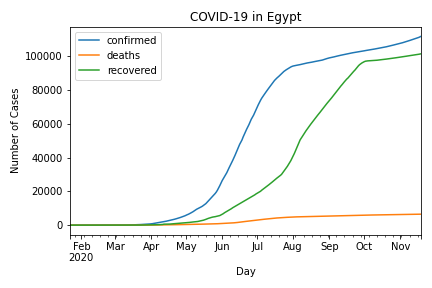 COVID-19 in Egypt
confirmed
deaths
recovered
Number of Cases
100000
80000
60000
40000
20000
0
Feb Mar Apr May Jun Jul Aug Sep Oct Nov
2020
Day